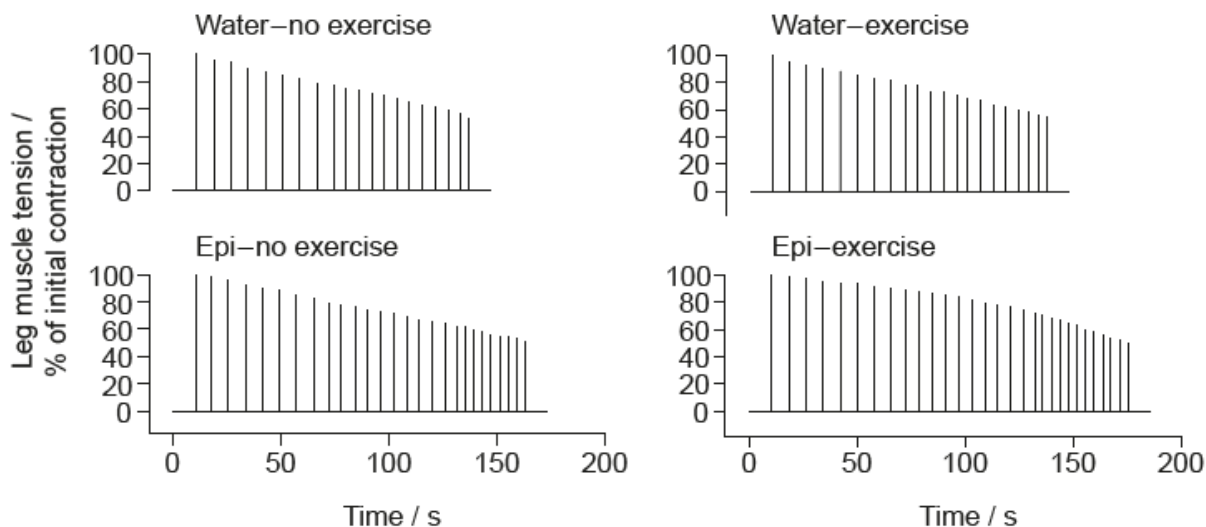 Water–no exercise
Water–exercise
100
80
60
40
20
0
100
80
60
40
20
0
Leg muscle tension /
% of initial contraction
Epi–no exercise
Epi–exercise
100
80
60
40
20
0
100
80
60
40
20
0
0 50 100 150 200
0 50 100 150 200
Time / s
Time / s